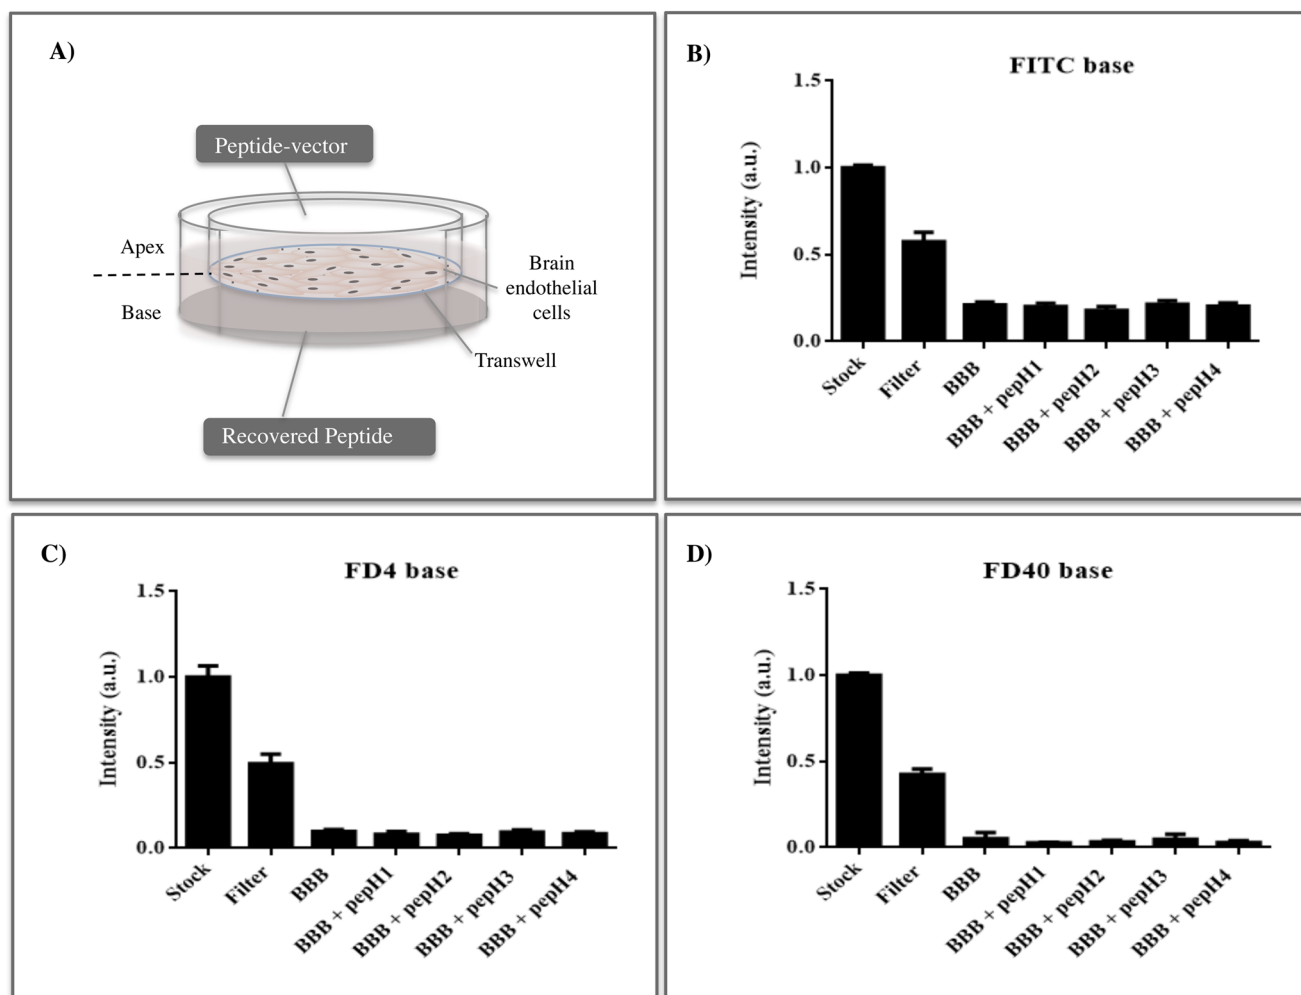 A)
Peptide-vector
Apex
Base
Brain
endothelial
cells
Transwell
Recovered Peptide
B)
FITC base
Intensity (a.u.)
1.5
1.0
0.5
0.0
Stock
Filter
BBB
BBB + pepH1
BBB + pepH2
BBB + pepH3
BBB + pepH4
C)
FD4 base
Intensity (a.u.)
1.5
1.0
0.5
0.0
Stock
Filter
BBB
BBB + pepH1
BBB + pepH2
BBB + pepH3
BBB + pepH4
D)
FD40 base
Intensity (a.u.)
1.5
1.0
0.5
0.0
Stock
Filter
BBB
BBB + pepH1
BBB + pepH2
BBB + pepH3
BBB + pepH4